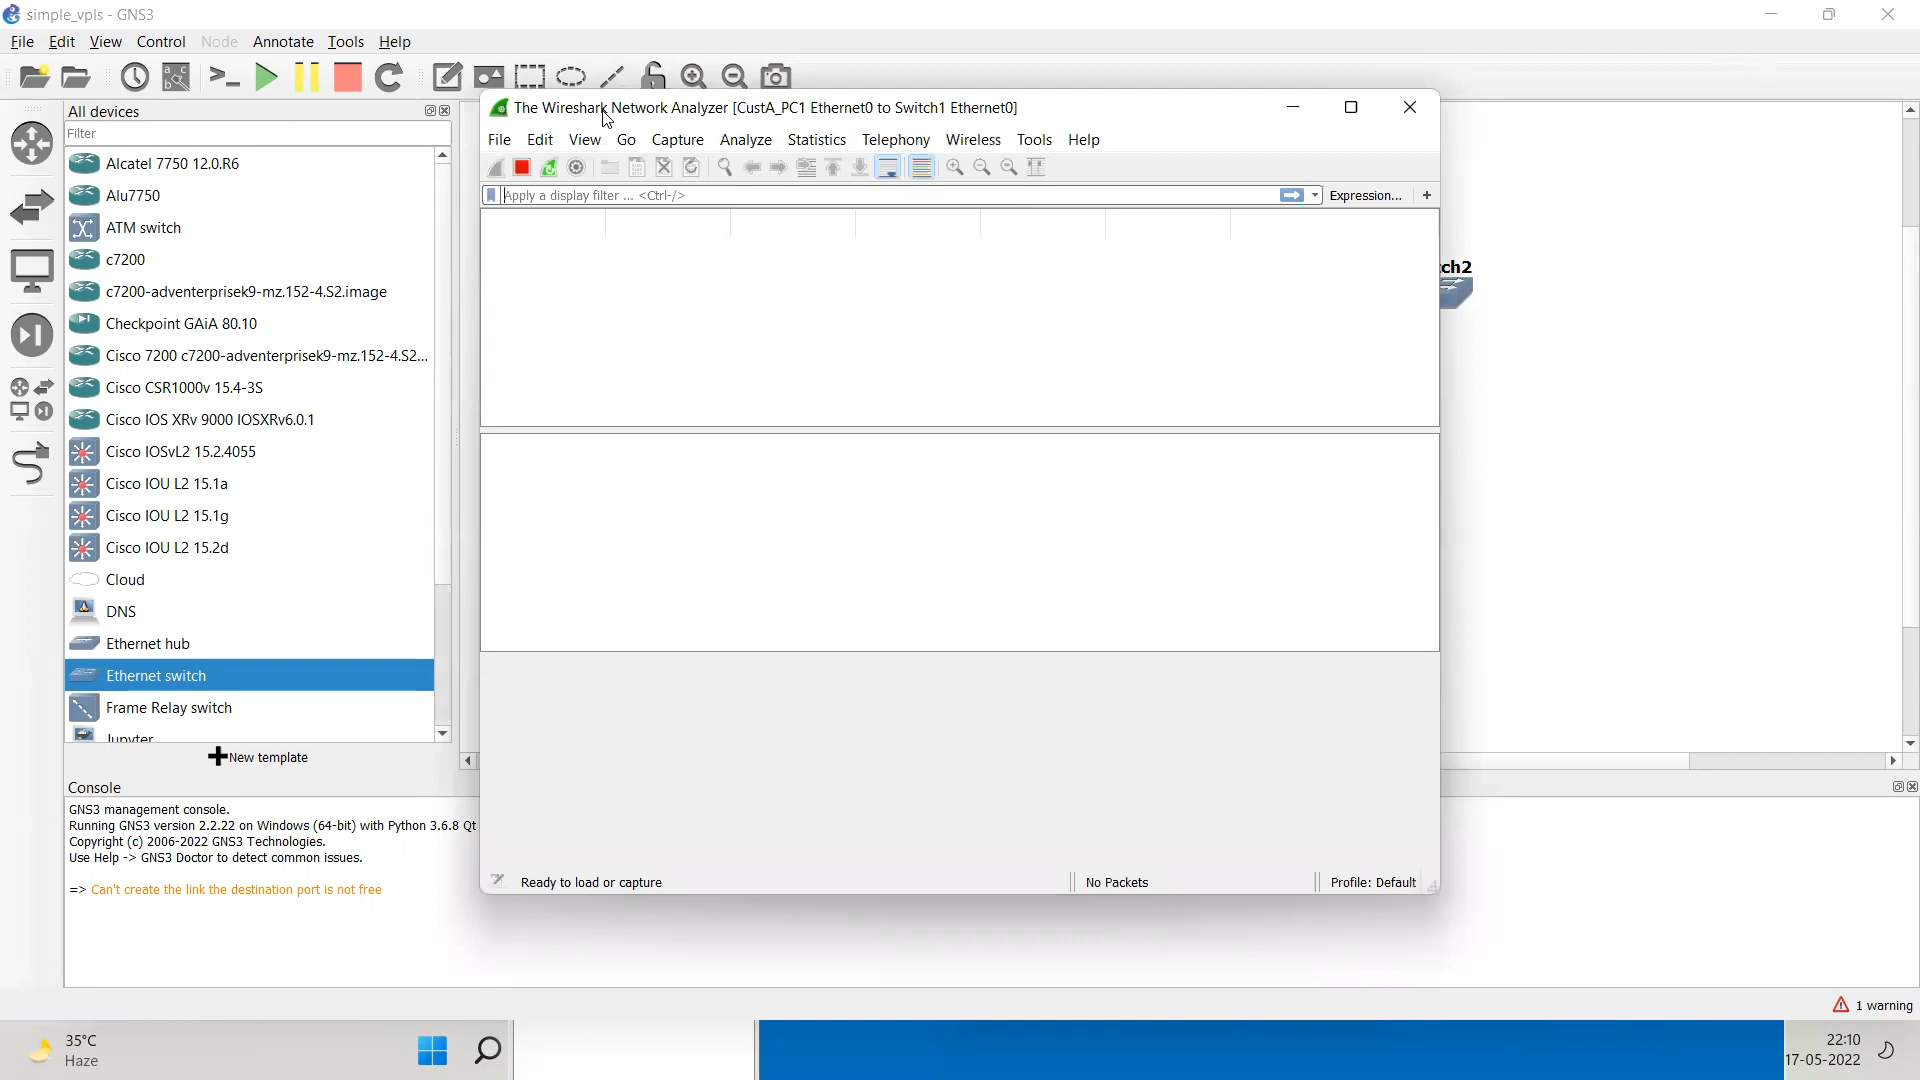 simple_vpls - GNS3
File Edit View Control Node Annotate Tools Help
All devices
Filter
Alcatel 7750 12.0.R6
Alu7750
ATM switch
c7200
c7200-adventerprisek9-mz.152-4.S2.image
Checkpoint GAiA 80.10
Cisco 7200 c7200-adventerprisek9-mz.152-4.S2...
Cisco CSR1000v 15.4-3S
Cisco IOS XRv 9000 IOSXRv6.0.1
Cisco IOSvL2 15.2.4055
Cisco IOU L2 15.1a
Cisco IOU L2 15.1g
Cisco IOU L2 15.2d
Cloud
DNS
Ethernet hub
Ethernet switch
Frame Relay switch
Jupyter
New template
The Wireshark Network Analyzer [CustA_PC1 Ethernet0 to Switch1 Ethernet0]
File Edit View Go Capture Analyze Statistics Telephony Wireless Tools Help
Apply a display filter ... <Ctrl-/>
Expression... +
Ready to load or capture
No Packets
Profile: Default
ch2
Console
GNS3 management console.
Running GNS3 version 2.2.22 on Windows (64-bit) with Python 3.6.8 Qt
Copyright (c) 2006-2022 GNS3 Technologies.
Use Help -> GNS3 Doctor to detect common issues.
=> Can't create the link the destination port is not free
1 warning
35°C
Haze
22:10
17-05-2022